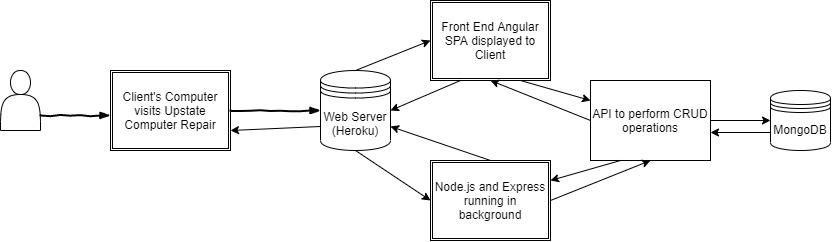 Client's Computer
visits Upstate
Computer Repair
Web Server
(Heroku)
Front End Angular
SPA displayed to
Client
Node.js and Express
running in
background
API to perform CRUD
operations
MongoDB